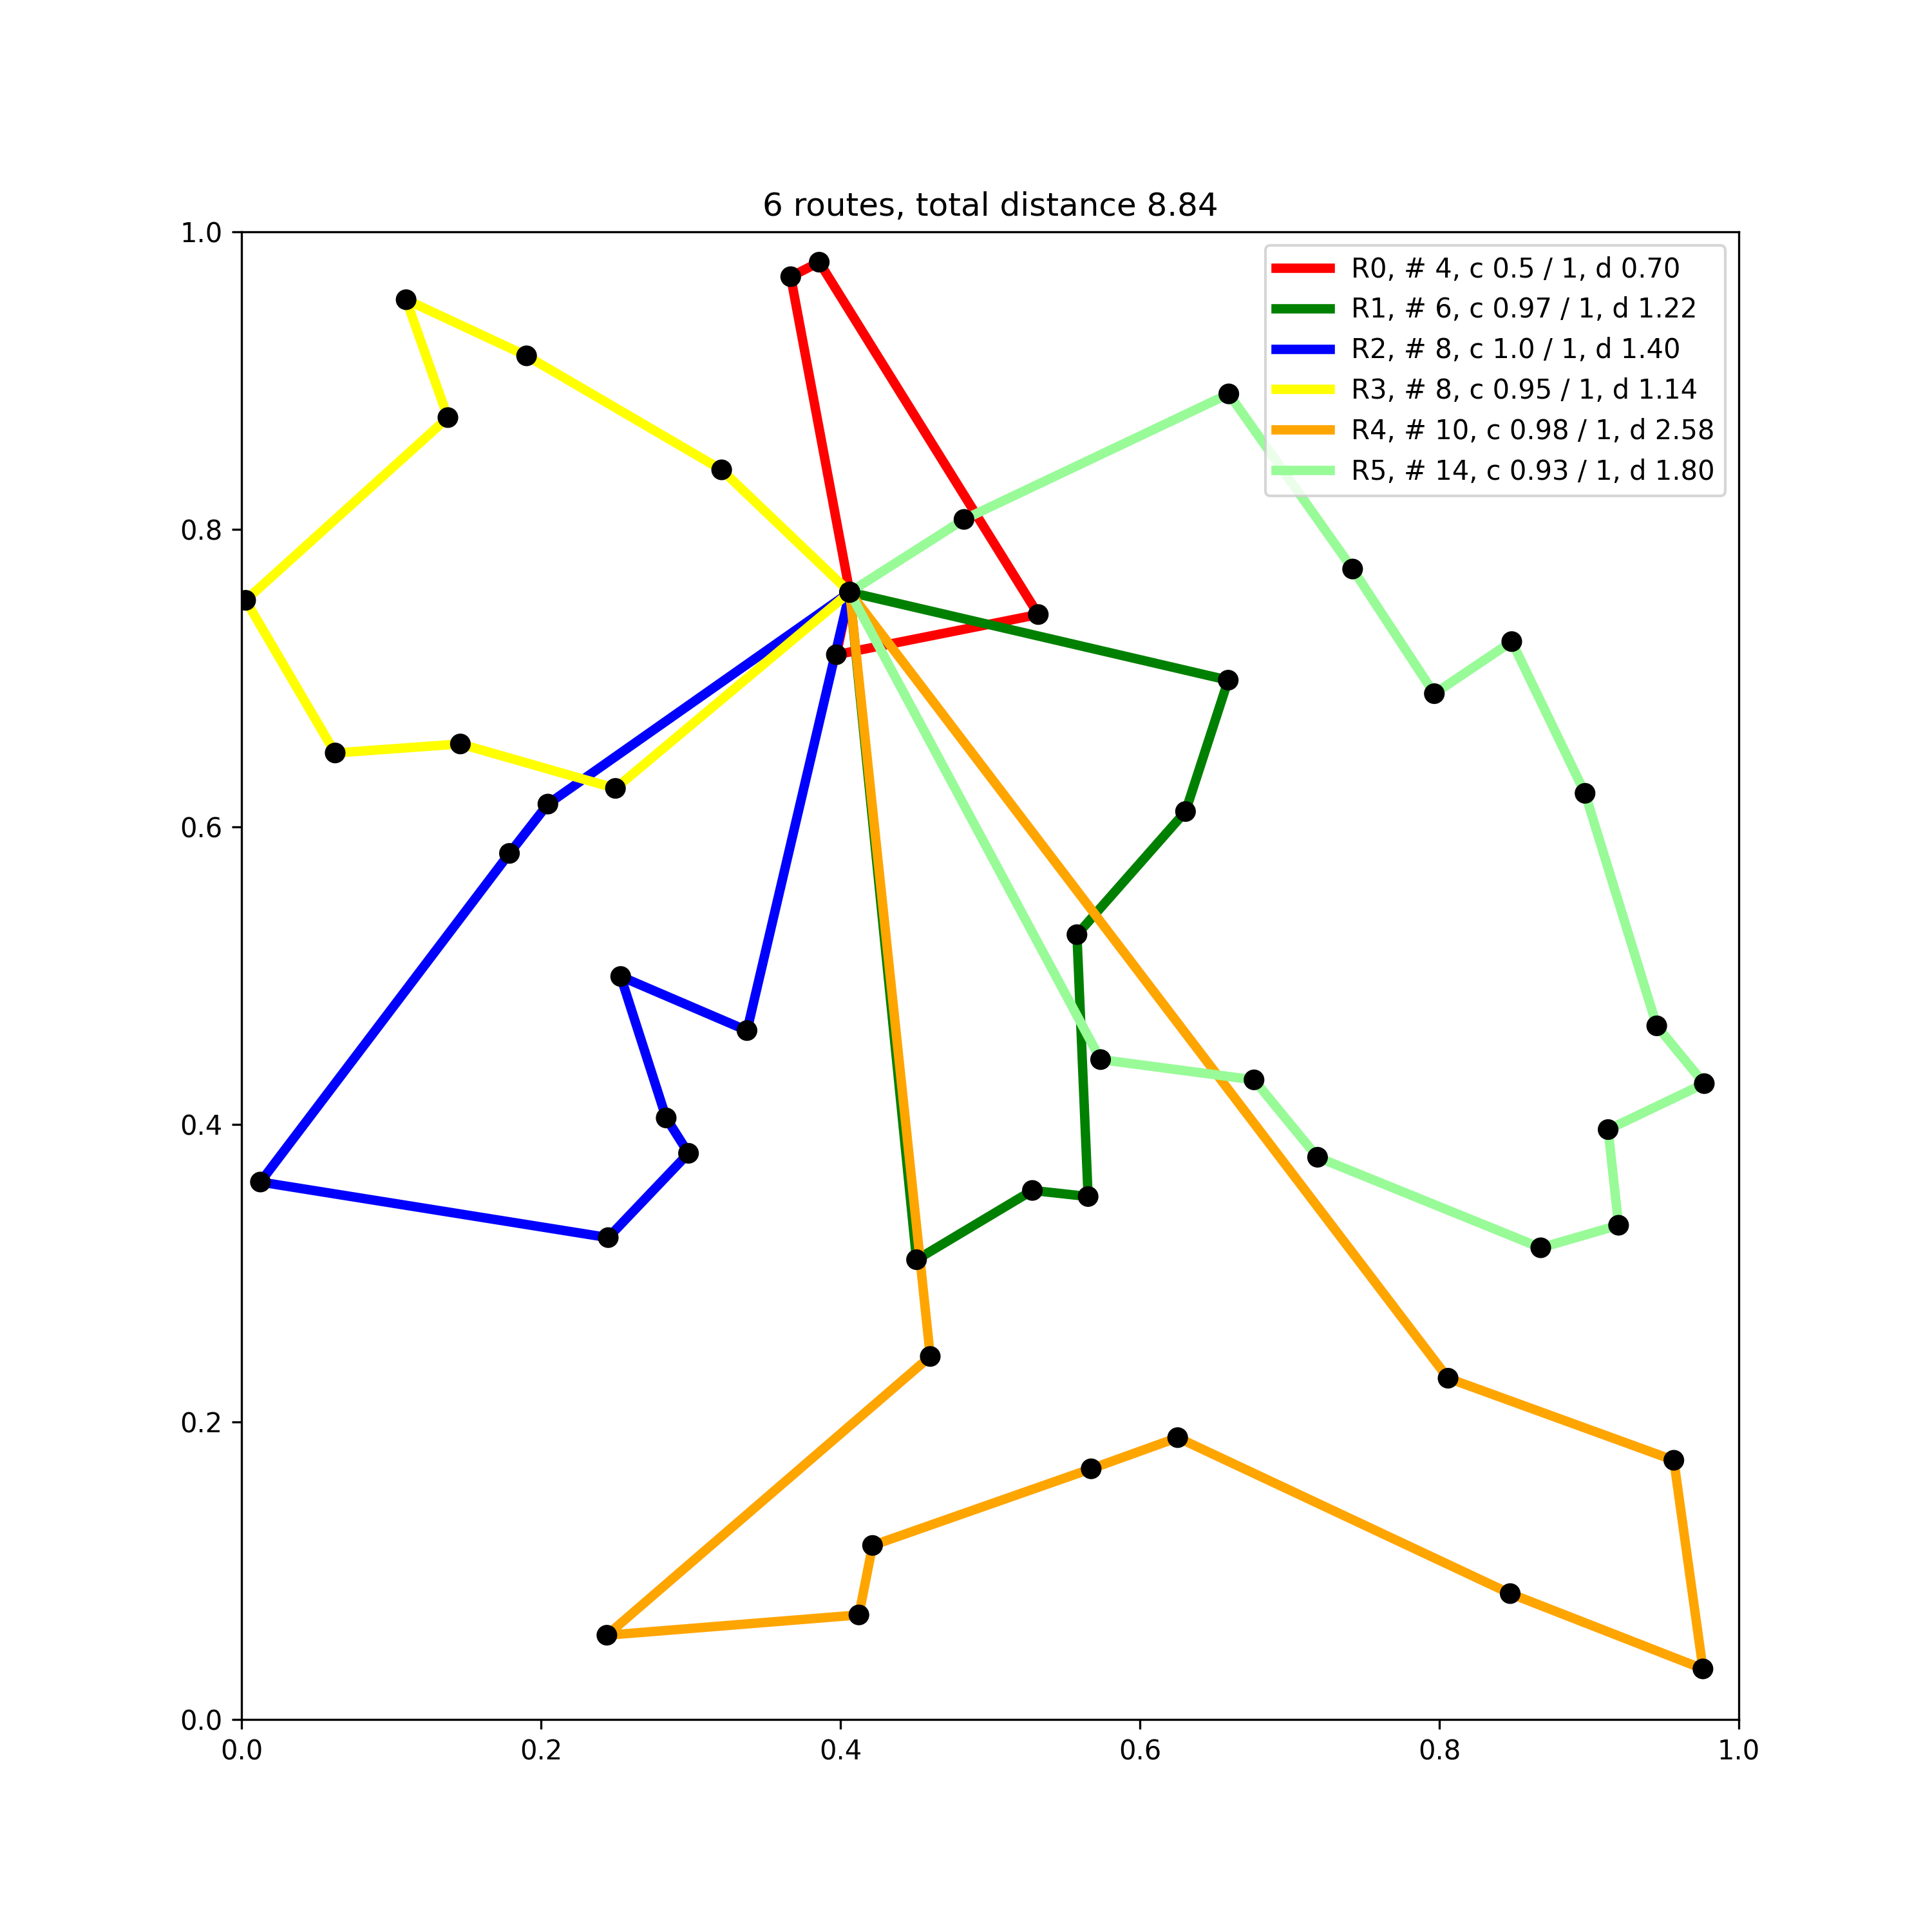 6 routes, total distance 8.84
1.0
0.8
0.6
0.4
0.2
0.0
R0, # 4, c 0.5 / 1, d 0.70
R1, # 6, c 0.97 / 1, d 1.22
R2, # 8, c 1.0 / 1, d 1.40
R3, # 8, c 0.95 / 1, d 1.14
R4, # 10, c 0.98 / 1, d 2.58
R5, # 14, c 0.93 / 1, d 1.80
0.0 0.2 0.4 0.6 0.8 1.0